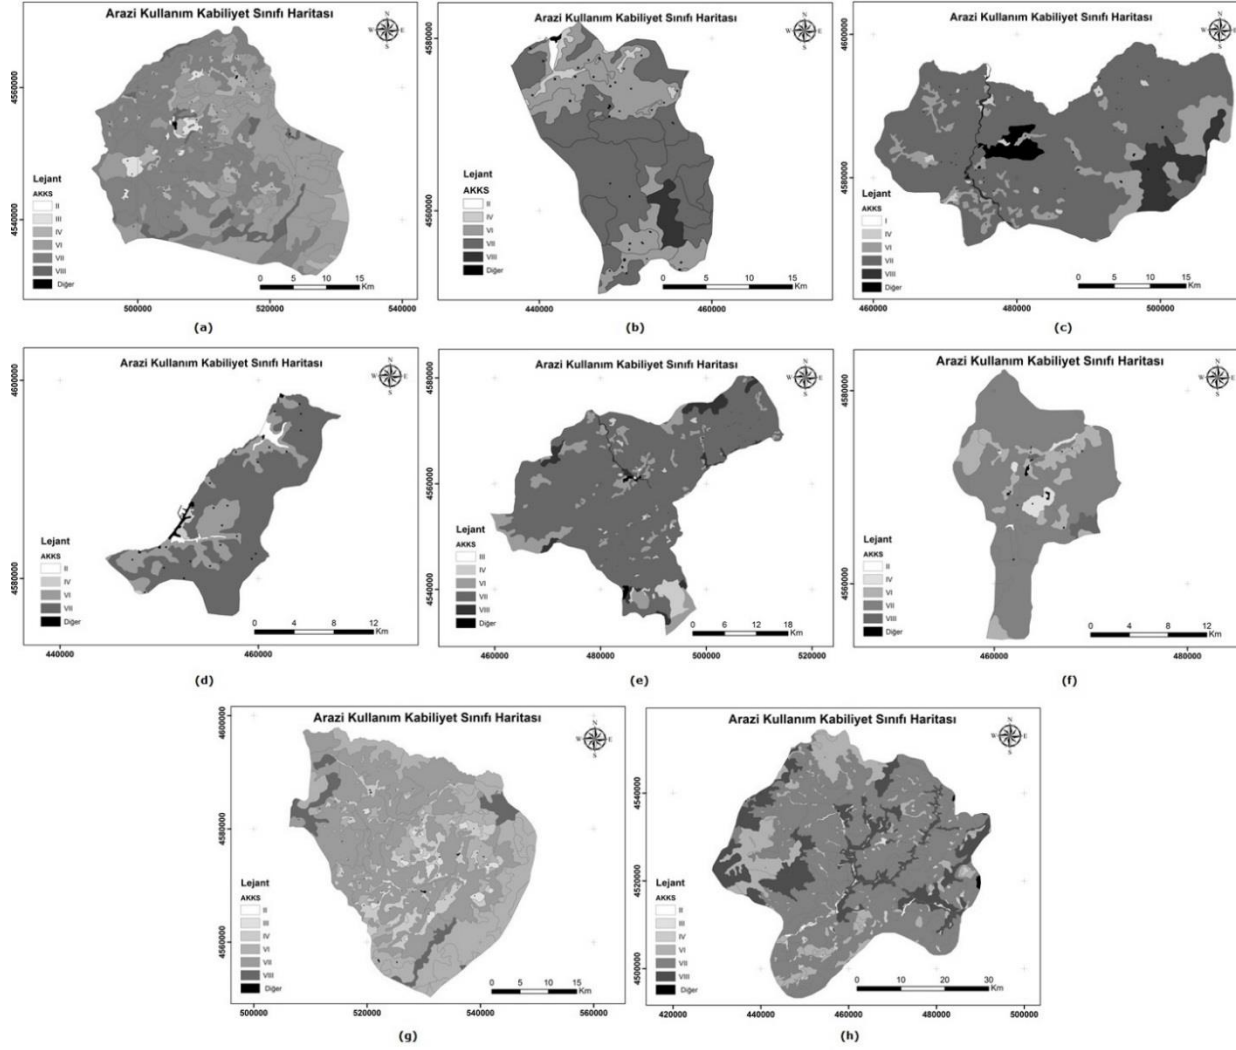 Arazi Kullanım Kabiliyet Sınıfı Haritası
N
W E
S
4560000
4540000
Lejant
AKKS
II
III
IV
VI
VII
VIII
Diğer
0 5 10 15
Km
500000 520000 540000
(a)
Arazi Kullanım Kabiliyet Sınıfı Haritası
N
W E
S
4580000
4560000
Lejant
AKKS
II
IV
VI
VII
VIII
Diğer
0 5 10 15
Km
440000 460000
(b)
Arazi Kullanım Kabiliyet Sınıfı Haritası
N
W E
S
4600000
4580000
Lejant
AKKS
I
IV
VI
VII
VIII
Diğer
0 5 10 15
Km
460000 480000 500000
(c)
Arazi Kullanım Kabiliyet Sınıfı Haritası
N
W E
S
4600000
4580000
Lejant
AKKS
II
IV
VI
VII
Diğer
0 4 8 12
Km
440000 460000
(d)
Arazi Kullanım Kabiliyet Sınıfı Haritası
N
W E
S
4580000
4560000
4540000
Lejant
AKKS
III
IV
VI
VII
VIII
Diğer
0 6 12 18
Km
460000 480000 500000 520000
(e)
Arazi Kullanım Kabiliyet Sınıfı Haritası
N
W E
S
4580000
4560000
Lejant
AKKS
II
IV
VI
VII
VIII
Diğer
0 4 8 12
Km
460000 480000
(f)
Arazi Kullanım Kabiliyet Sınıfı Haritası
N
W E
S
4600000
4580000
4560000
Lejant
AKKS
II
III
IV
VI
VII
VIII
Diğer
0 5 10 15
Km
500000 520000 540000 560000
(g)
Arazi Kullanım Kabiliyet Sınıfı Haritası
N
W E
S
4540000
4520000
4500000
Lejant
AKKS
II
III
IV
VI
VII
VIII
Diğer
0 10 20 30
Km
420000 440000 460000 480000 500000
(h)